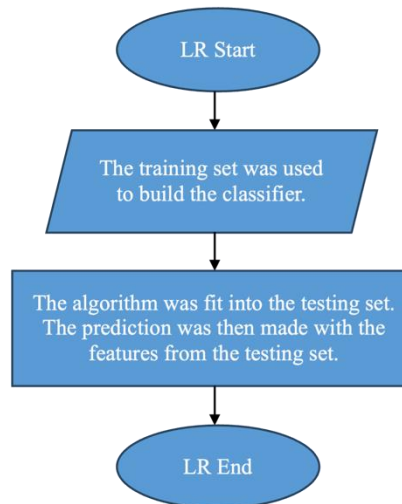 LR Start
The training set was used
to build the classifier.
The algorithm was fit into the testing set.
The prediction was then made with the
features from the testing set.
LR End